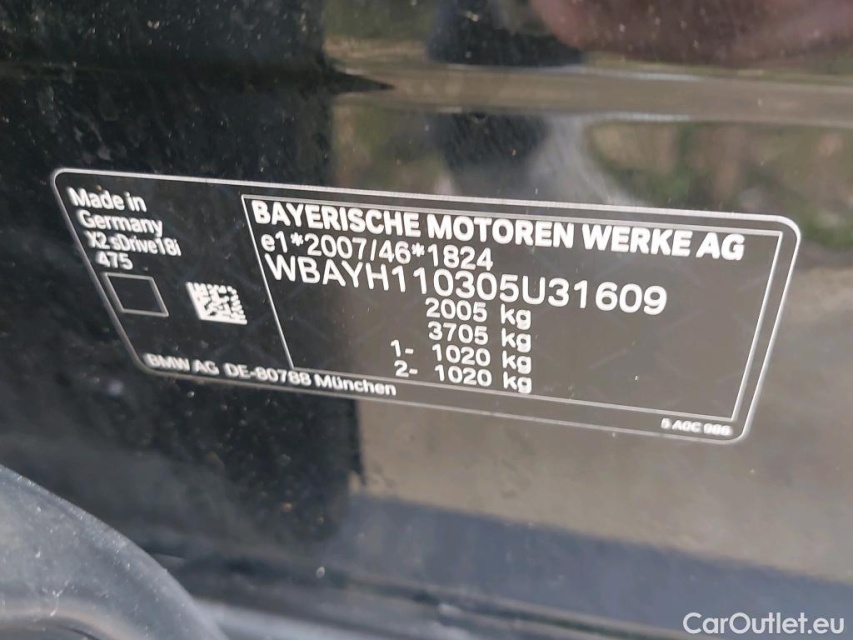 Made in
Germany
X2 sDrive18i
475
BAYERISCHE MOTOREN WERKE AG
e1*2007/46*1824
WBAYH110305U31609
2005 kg
3705 kg
1- 1020 kg
2- 1020 kg
BMW AG DE-80788 München
5 A0C 986
CarOutlet.eu